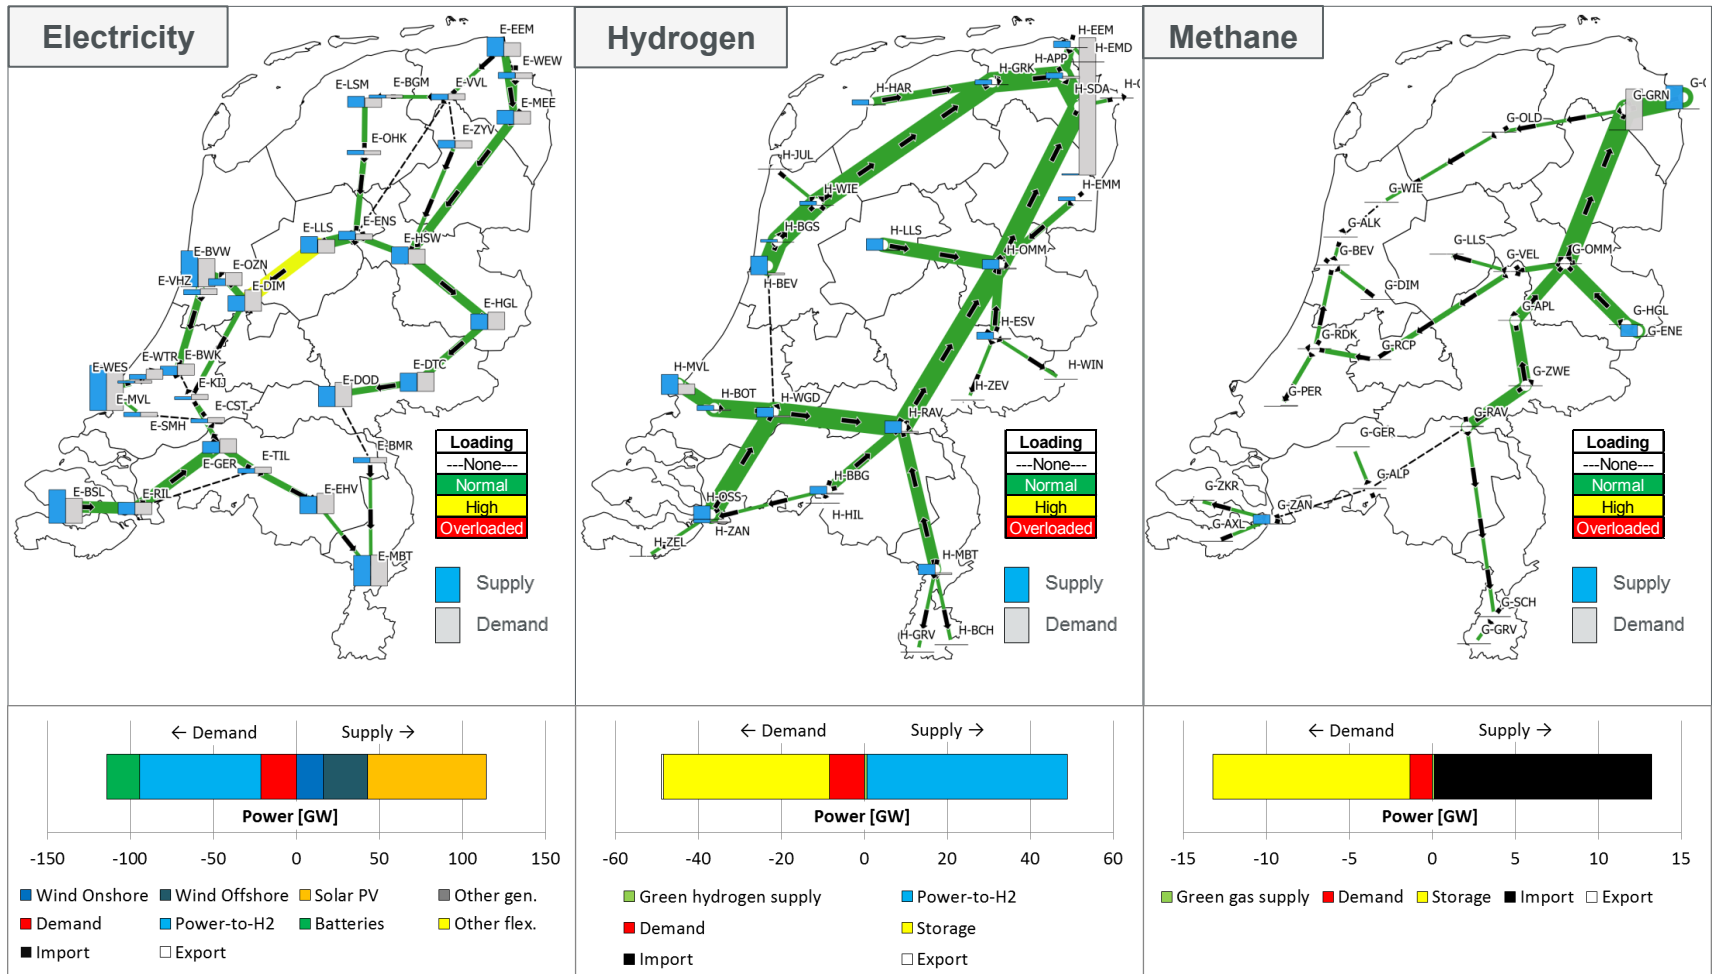 Electricity
E-EEM
E-WEW
E-LSM
E-BGM
E-VVL
E-MEE
E-OHK
E-ZYV
E-ENS
E-LLS
E-HSW
E-BVW
E-OZN
E-VHZ
E-DIM
E-HGL
E-WTR
E-BWK
E-DTC
E-WES
E-KIJ
E-DOD
E-MVL
E-CST
E-SMH
E-BMR
E-GER
E-TIL
E-BSL
E-RIL
E-EHV
E-MBT
Loading
---None---
Normal
High
Overloaded
Supply
Demand
← Demand
Supply →
Power [GW]
-150 -100 -50 0 50 100 150
Wind Onshore Wind Offshore Solar PV Other gen.
Demand Power-to-H2 Batteries Other flex.
Import Export
Hydrogen
H-EEM
H-EMD
H-APP
H-GRK
H-HAR
H-SDA
H-JUL
H-WIE
H-EMM
H-BGS
H-LLS
H-OMM
H-BEV
H-ESV
H-WIN
H-MVL
H-ZEV
H-BOT
H-WGD
H-RAV
H-BBG
H-OSS
H-HIL
H-ZAN
H-ZEL
H-MBT
H-GRV
H-BCH
Loading
---None---
Normal
High
Overloaded
Supply
Demand
← Demand
Supply →
Power [GW]
-60 -40 -20 0 20 40 60
Green hydrogen supply Power-to-H2
Demand Storage
Import Export
Methane
G-GRN
G-OLD
G-WIE
G-ALK
G-BEV
G-LLS
G-VEL
G-OMM
G-DIM
G-APL
G-HGL
G-ENE
G-RDK
G-RCP
G-PER
G-ZWE
G-RAV
G-GER
G-ALP
G-ZKR
G-ZAN
G-AXL
G-SCH
G-GRV
Loading
---None---
Normal
High
Overloaded
Supply
Demand
← Demand
Supply →
Power [GW]
-15 -10 -5 0 5 10 15
Green gas supply Demand Storage Import Export